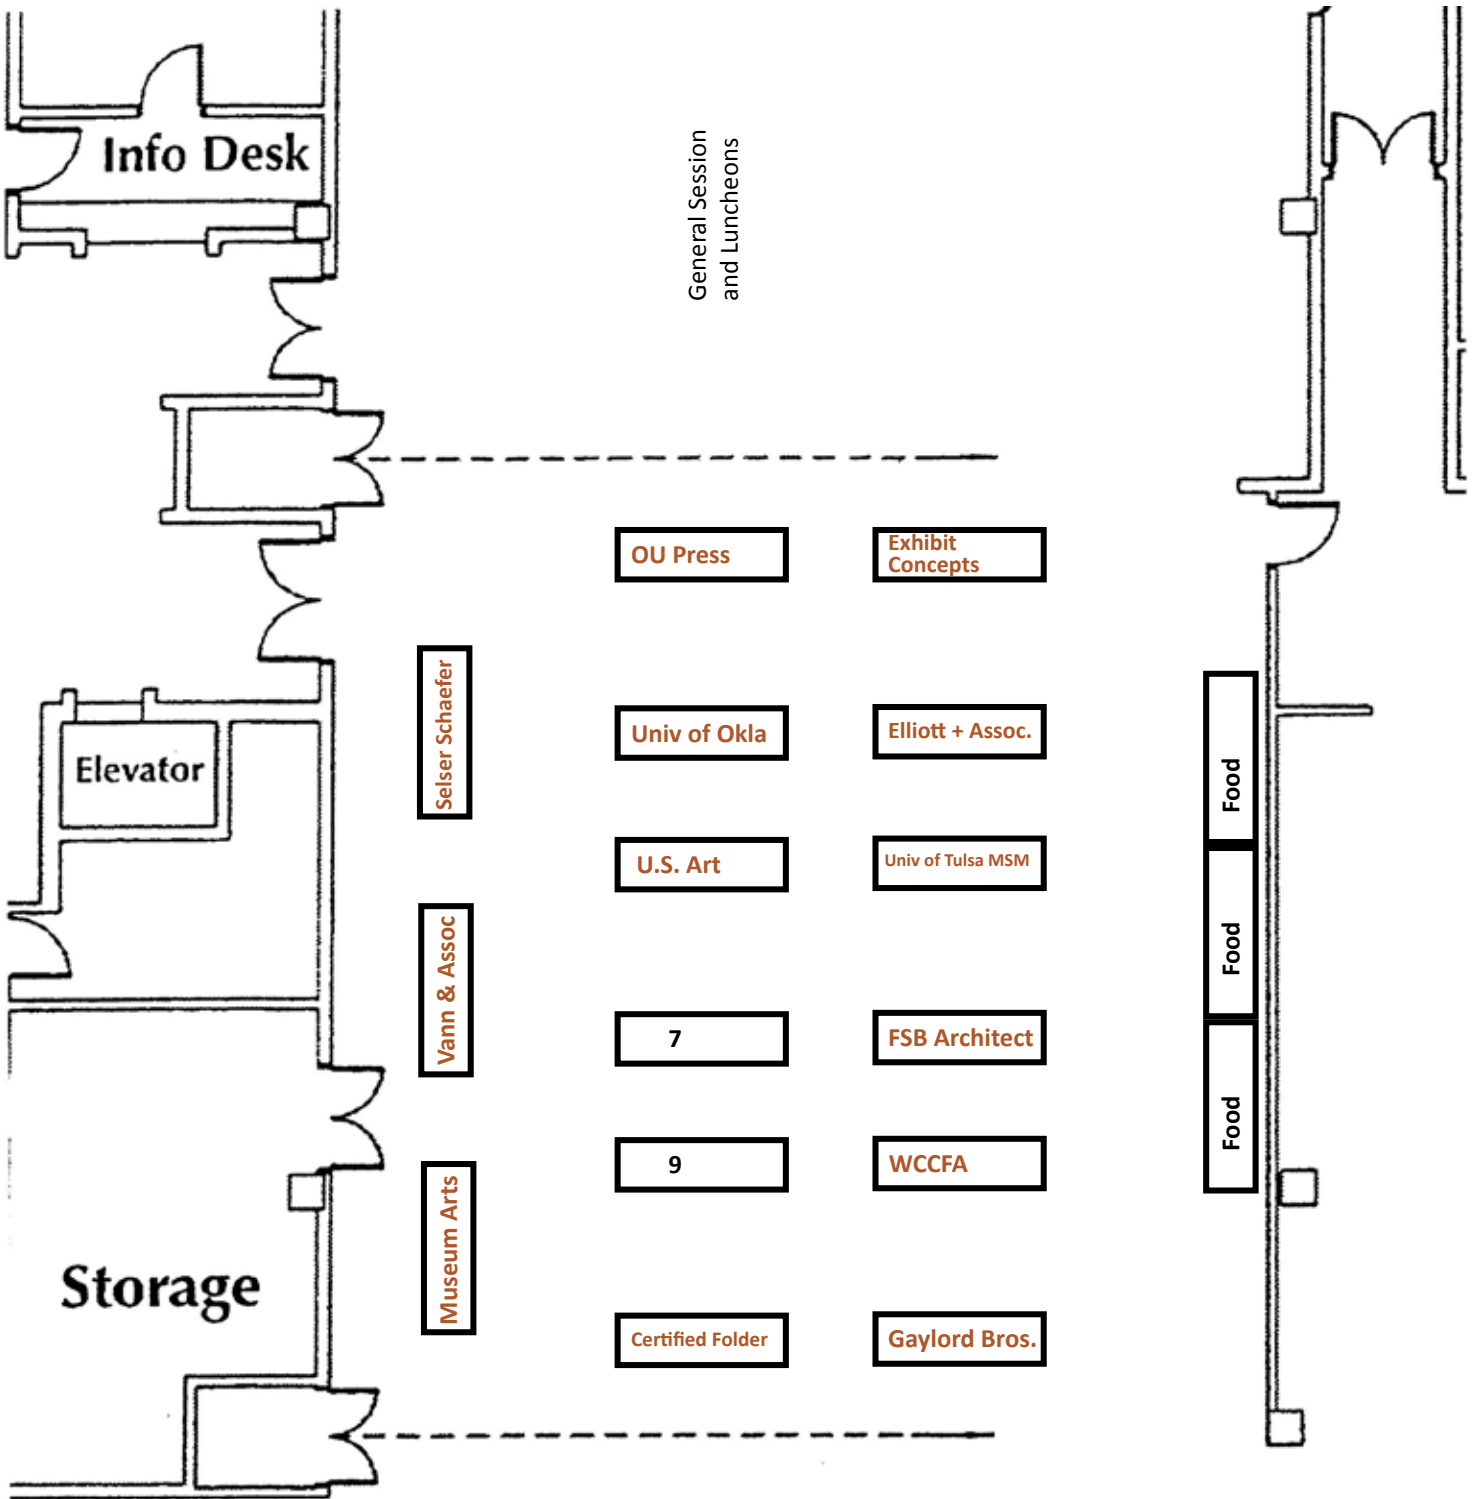 Info Desk
General Session
and Luncheons
OU Press
Exhibit
Concepts
Selser Schaefer
Univ of Okla
Elliott + Assoc.
Elevator
Food
U.S. Art
Univ of Tulsa MSM
Vann & Assoc
Food
7
FSB Architect
Food
9
WCCFA
Museum Arts
Storage
Certified Folder
Gaylord Bros.